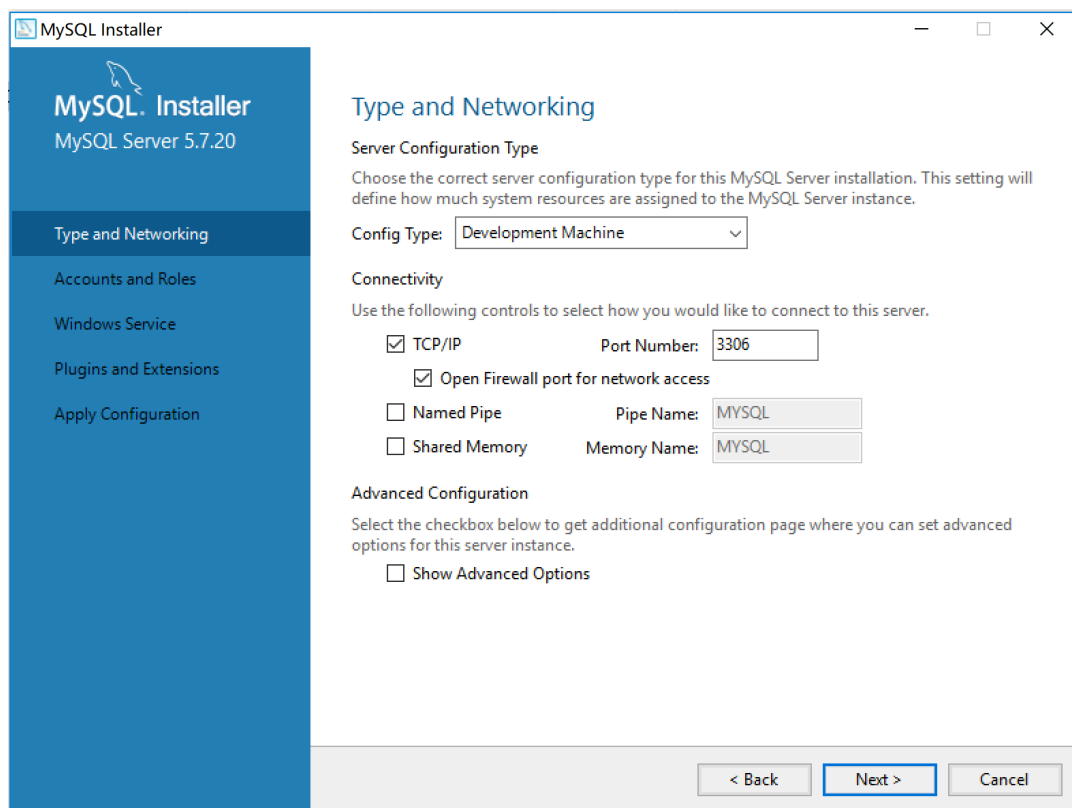 MySQL Installer
MySQL. Installer
MySQL Server 5.7.20
Type and Networking
Accounts and Roles
Windows Service
Plugins and Extensions
Apply Configuration
Type and Networking
Server Configuration Type
Choose the correct server configuration type for this MySQL Server installation. This setting will
define how much system resources are assigned to the MySQL Server instance.
Config Type: Development Machine
Connectivity
Use the following controls to select how you would like to connect to this server.
TCP/IP Port Number: 3306
Open Firewall port for network access
Named Pipe Pipe Name: MYSQL
Shared Memory Memory Name: MYSQL
Advanced Configuration
Select the checkbox below to get additional configuration page where you can set advanced
options for this server instance.
Show Advanced Options
< Back Next > Cancel